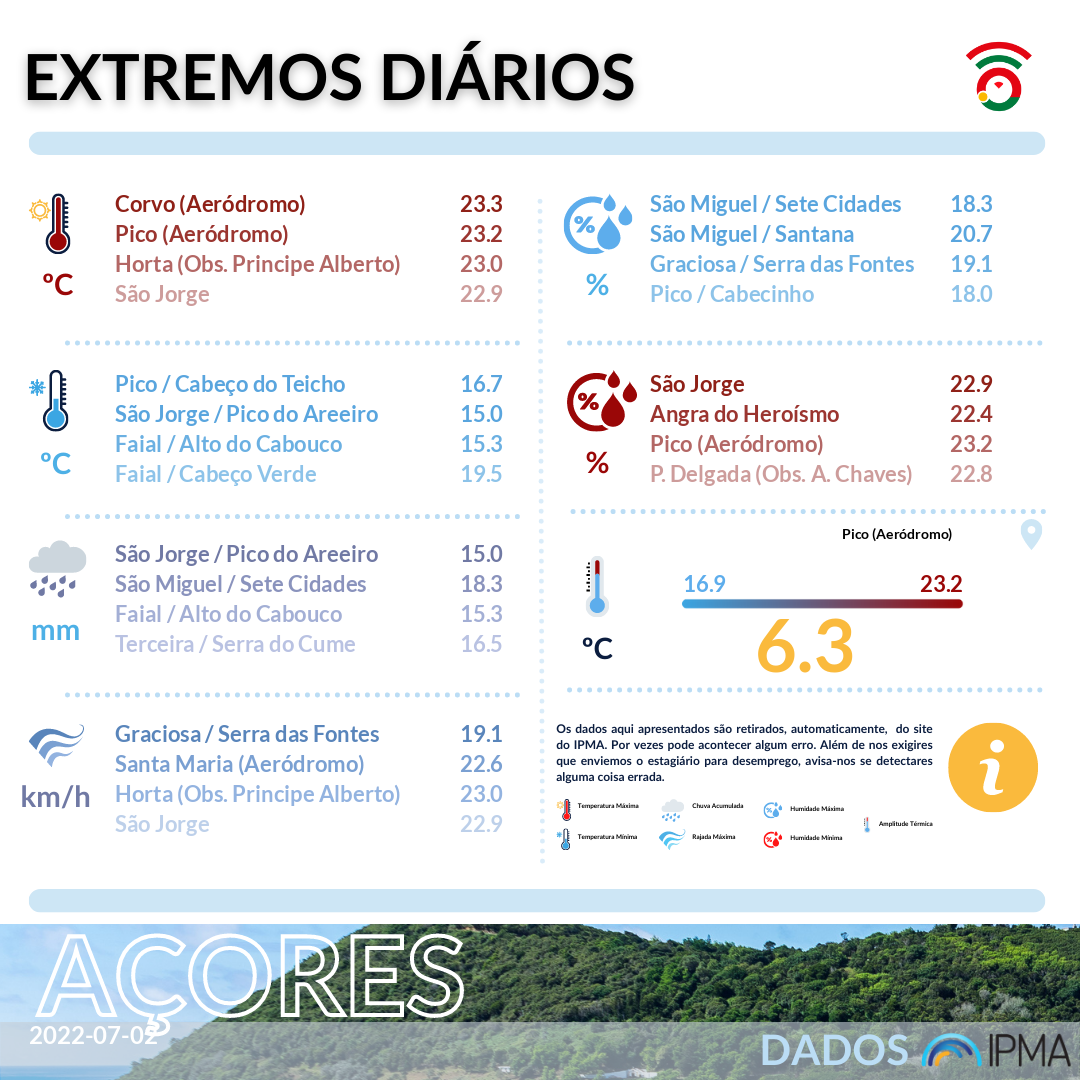 EXTREMOS DIÁRIOS
Corvo (Aeródromo) 23.3
Pico (Aeródromo) 23.2
Horta (Obs. Principe Alberto) 23.0
São Jorge 22.9
ºC
Pico / Cabeço do Teicho 16.7
São Jorge / Pico do Areeiro 15.0
Faial / Alto do Cabouco 15.3
Faial / Cabeço Verde 19.5
ºC
São Jorge / Pico do Areeiro 15.0
São Miguel / Sete Cidades 18.3
Faial / Alto do Cabouco 15.3
Terceira / Serra do Cume 16.5
mm
Graciosa / Serra das Fontes 19.1
Santa Maria (Aeródromo) 22.6
Horta (Obs. Principe Alberto) 23.0
São Jorge 22.9
km/h
%
São Miguel / Sete Cidades 18.3
São Miguel / Santana 20.7
Graciosa / Serra das Fontes 19.1
Pico / Cabecinho 18.0
%
%
São Jorge 22.9
Angra do Heroísmo 22.4
Pico (Aeródromo) 23.2
P. Delgada (Obs. A. Chaves) 22.8
%
Pico (Aeródromo)
16.9 23.2
6.3
ºC
Os dados aqui apresentados são retirados, automaticamente, do site
do IPMA. Por vezes pode acontecer algum erro. Além de nos exigires
que enviemos o estagiário para desemprego, avisa-nos se detectares
alguma coisa errada.
i
Temperatura Máxima Chuva Acumulada Humidade Máxima
Amplitude Térmica
Temperatura Mínima Rajada Máxima Humidade Mínima
AÇORES
2022-07-02
DADOS IPMA